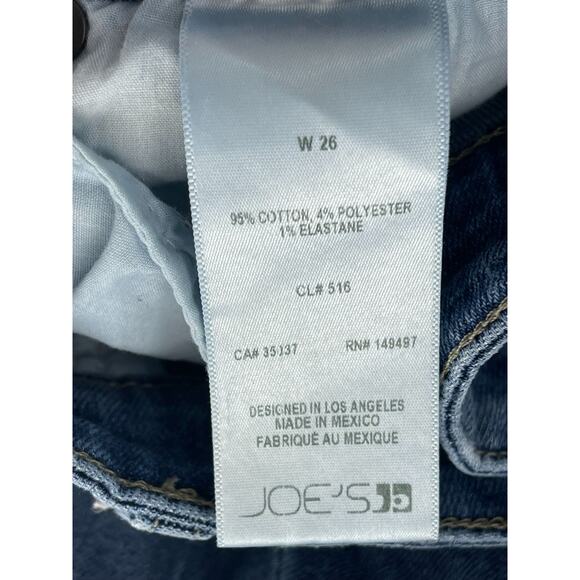 W 26
95% COTTON, 4% POLYESTER
1% ELASTANE
CL# 516
CA# 35037 RN# 149497
DESIGNED IN LOS ANGELES
MADE IN MEXICO
FABRIQUÉ AU MEXIQUE
JOE'S